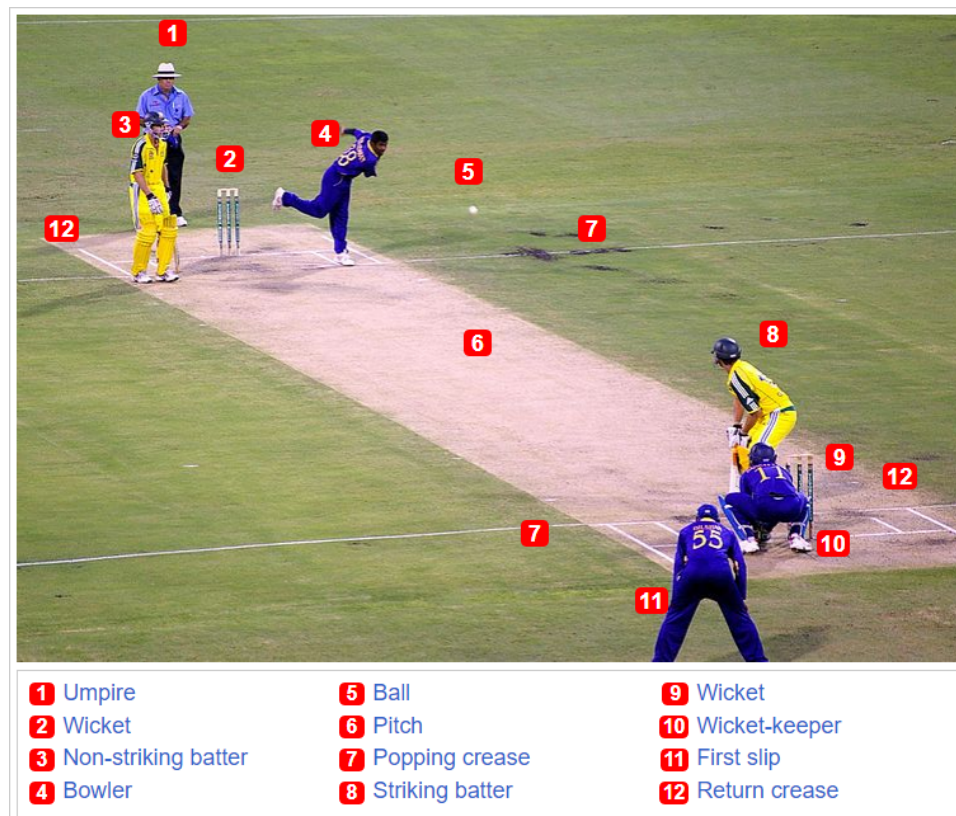 1
3
4
2
5
12
7
6
8
9
12
11
7
10
55
11
1 Umpire
2 Wicket
3 Non-striking batter
4 Bowler
5 Ball
6 Pitch
7 Popping crease
8 Striking batter
9 Wicket
10 Wicket-keeper
11 First slip
12 Return crease